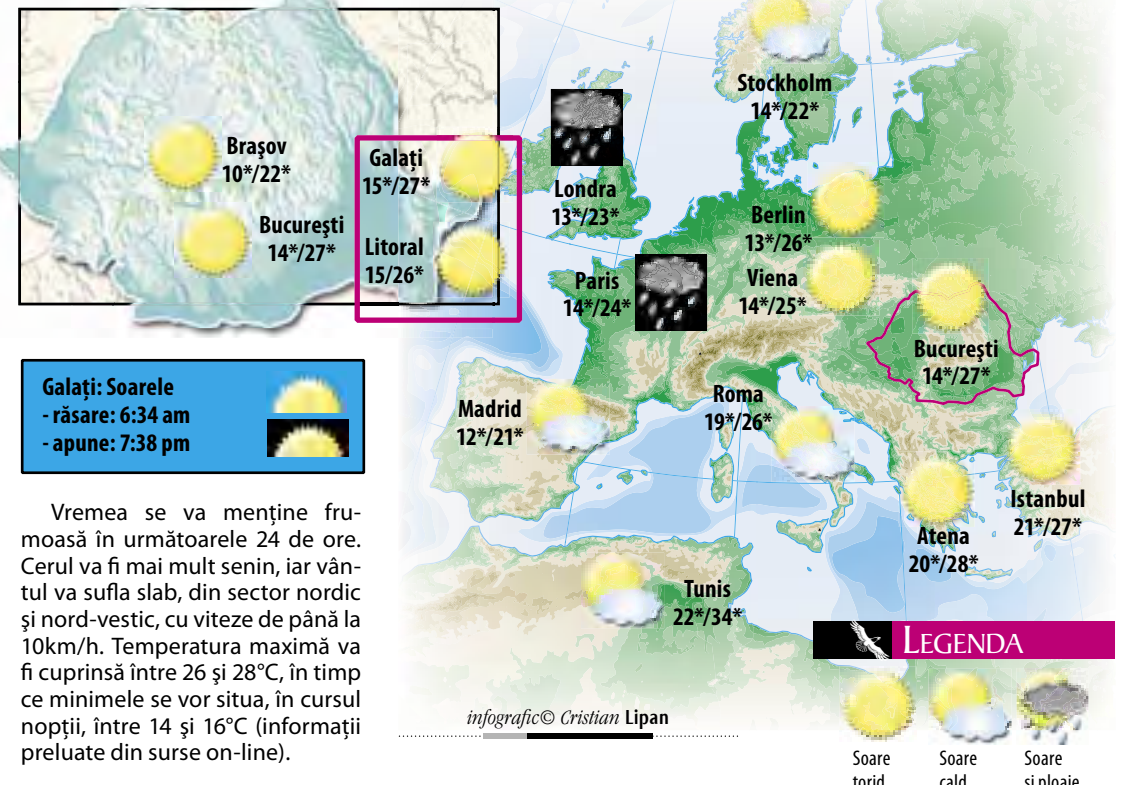 Braşov
10*/22*
Bucureşti
14*/27*
Galaţi
15*/27*
Litoral
15/26*
Stockholm
14*/22*
Londra
13*/23*
Berlin
13*/26*
Paris
14*/24*
Viena
14*/25*
Bucureşti
14*/27*
Madrid
12*/21*
Roma
19*/26*
Istanbul
21*/27*
Atena
20*/28*
Tunis
22*/34*
Galaţi: Soarele
- răsare: 6:34 am
- apune: 7:38 pm
Vremea se va menţine fru-
moasă în următoarele 24 de ore.
Cerul va fi mai mult senin, iar vân-
tul va sufla slab, din sector nordic
şi nord-vestic, cu viteze de până la
10km/h. Temperatura maximă va
fi cuprinsă între 26 şi 28°C, în timp
ce minimele se vor situa, în cursul
nopţii, între 14 şi 16°C (informaţii
preluate din surse on-line).
infografic© Cristian Lipan
LEGENDA
Soare
torid
Soare
cald
Soare
şi ploaie